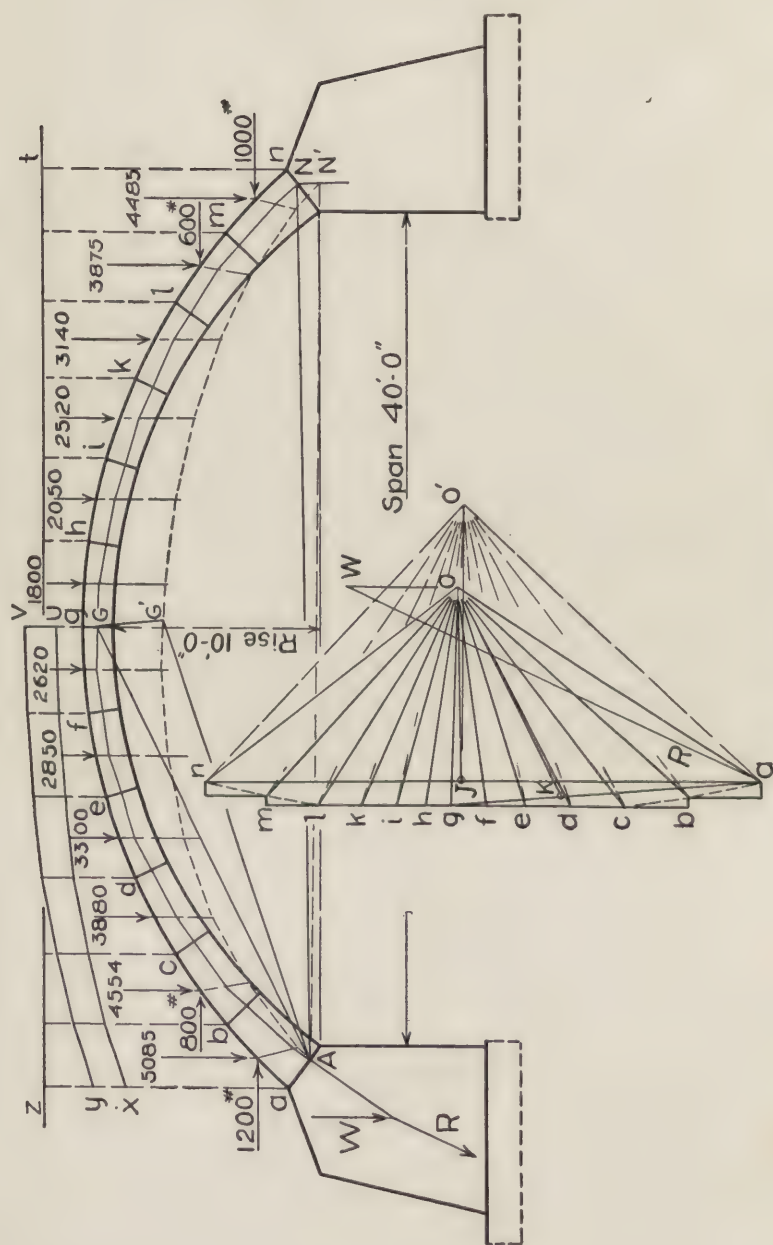 z
y
x
V
U
g
G
G'
t
5085
4554
3880
3300
2850
2620
1800
2050
2520
3140
3875
4485
1200#
800#
600#
1000#
a
b
c
d
e
f
h
i
k
l
m
n
N
N'
A
W
R
Rise 10'-0"
Span 40'-0"
n
m
l
k
i
h
g
f
e
d
c
b
a
J
K
R
W
O
O'